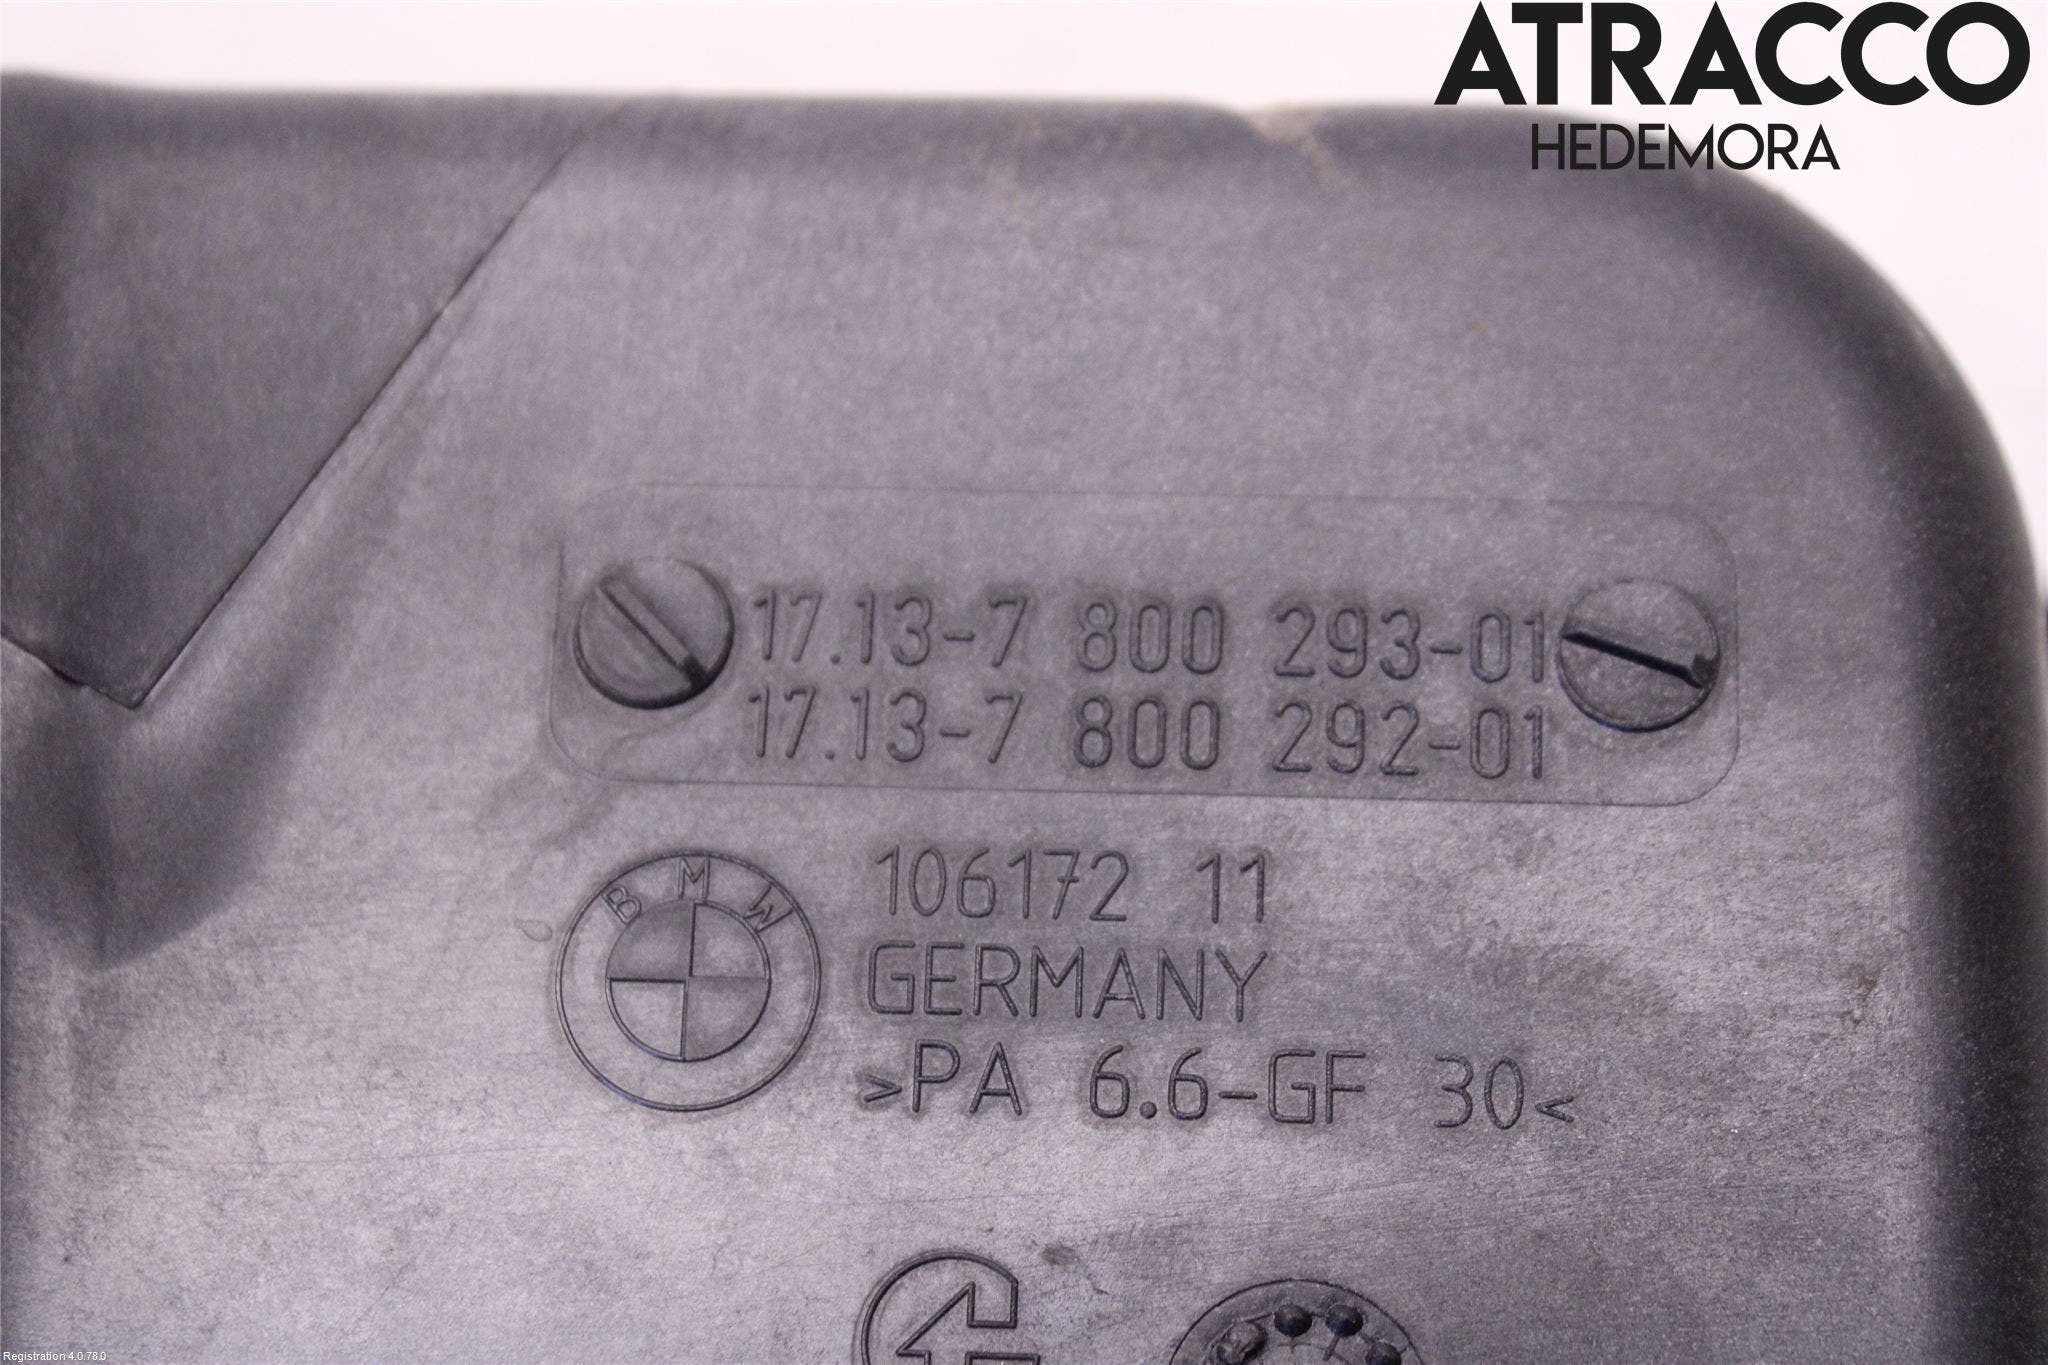 ATRACCO
HEDEMORA
17.13-7 800 293-01
17.13-7 800 292-01
BMW
106172 11
GERMANY
>PA 6.6-GF 30<
Registration 4.0.78.0